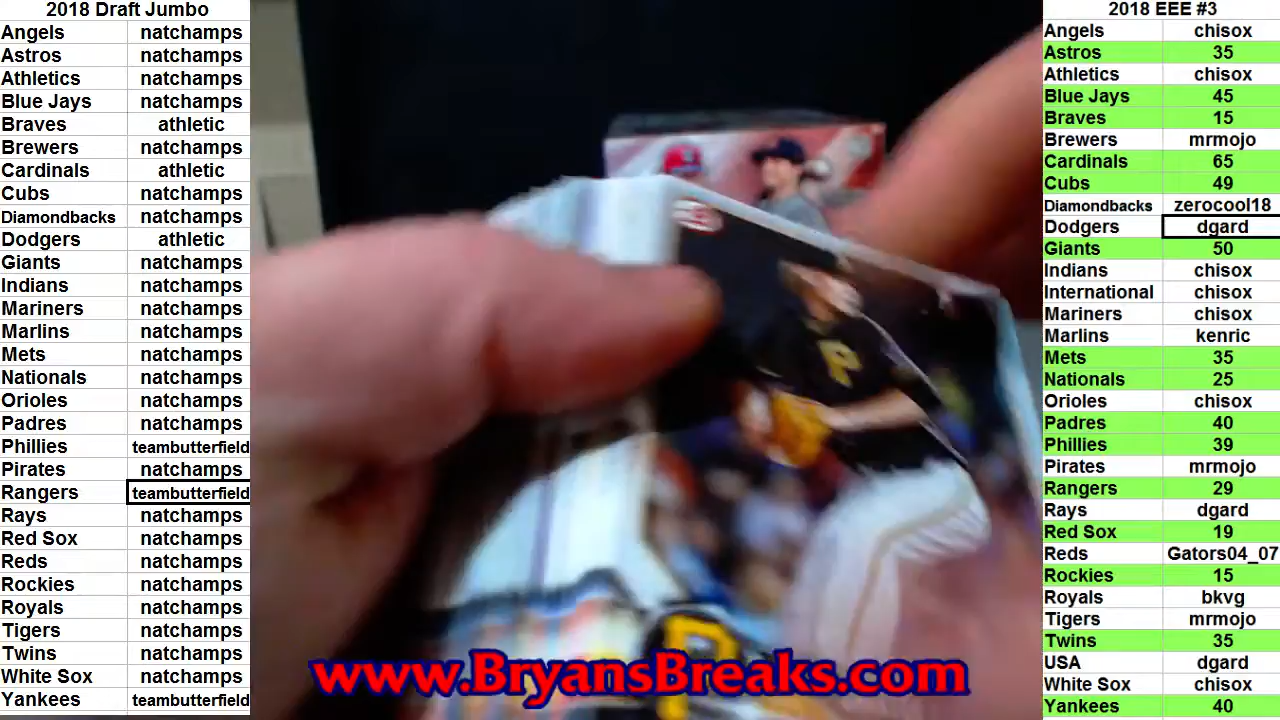 2018 Draft Jumbo
Angels natchamps
Astros natchamps
Athletics natchamps
Blue Jays natchamps
Braves athletic
Brewers natchamps
Cardinals athletic
Cubs natchamps
Diamondbacks natchamps
Dodgers athletic
Giants natchamps
Indians natchamps
Mariners natchamps
Marlins natchamps
Mets natchamps
Nationals natchamps
Orioles natchamps
Padres natchamps
Phillies teambutterfield
Pirates natchamps
Rangers teambutterfield
Rays natchamps
Red Sox natchamps
Reds natchamps
Rockies natchamps
Royals natchamps
Tigers natchamps
Twins natchamps
White Sox natchamps
Yankees teambutterfield
P
P
www.BryansBreaks.com
2018 EEE #3
Angels chisox
Astros 35
Athletics chisox
Blue Jays 45
Braves 15
Brewers mrmojo
Cardinals 65
Cubs 49
Diamondbacks zerocool18
Dodgers dgard
Giants 50
Indians chisox
International chisox
Mariners chisox
Marlins kenric
Mets 35
Nationals 25
Orioles chisox
Padres 40
Phillies 39
Pirates mrmojo
Rangers 29
Rays dgard
Red Sox 19
Reds Gators04_07
Rockies 15
Royals bkvg
Tigers mrmojo
Twins 35
USA dgard
White Sox chisox
Yankees 40